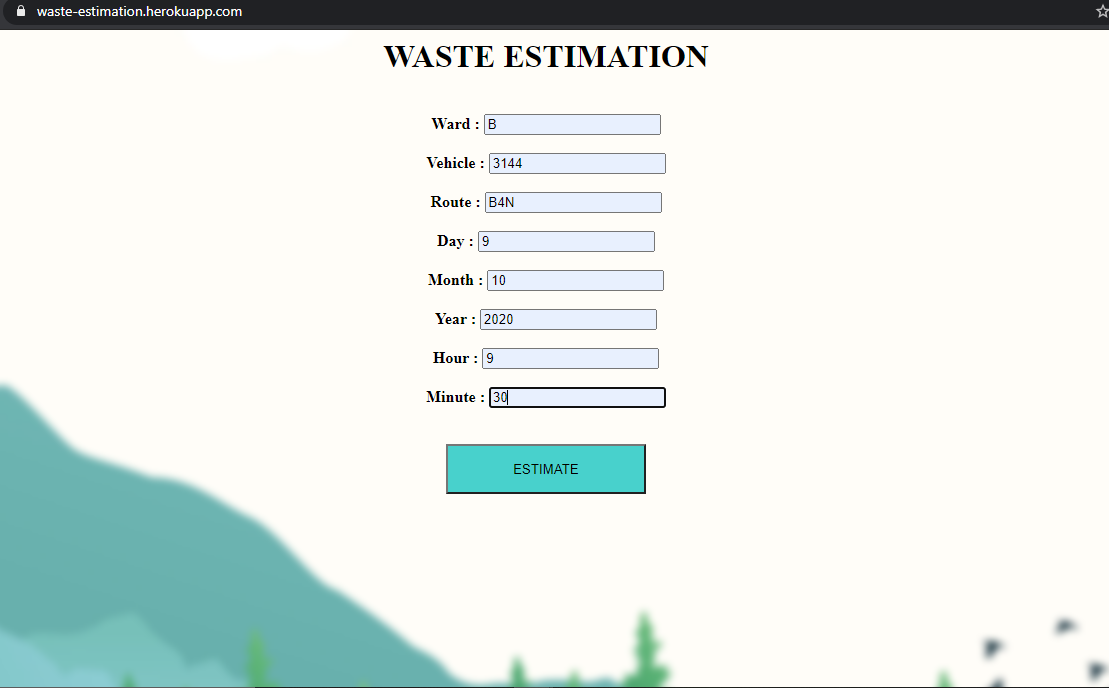 waste-estimation.herokuapp.com
WASTE ESTIMATION
Ward : B
Vehicle : 3144
Route : B4N
Day : 9
Month : 10
Year : 2020
Hour : 9
Minute : 30
ESTIMATE